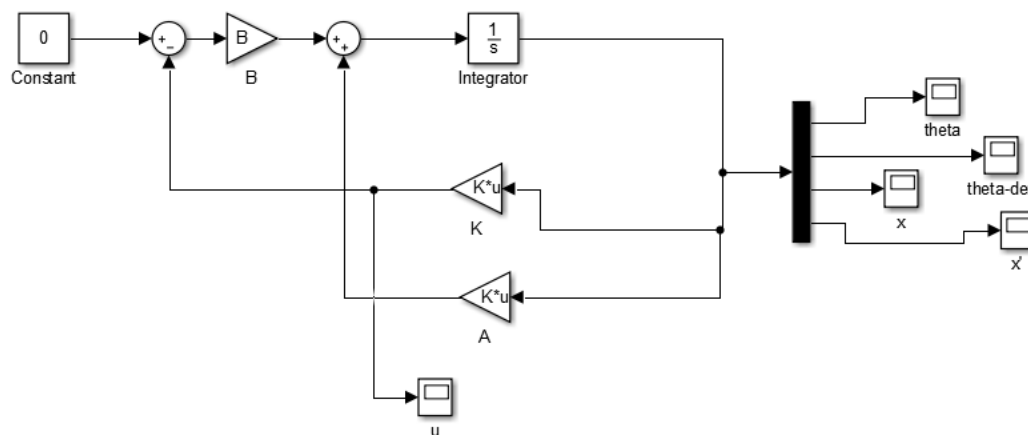 0
Constant
B
B
1
s
Integrator
theta
theta-de
x
x'
K*u
K
K*u
A
u